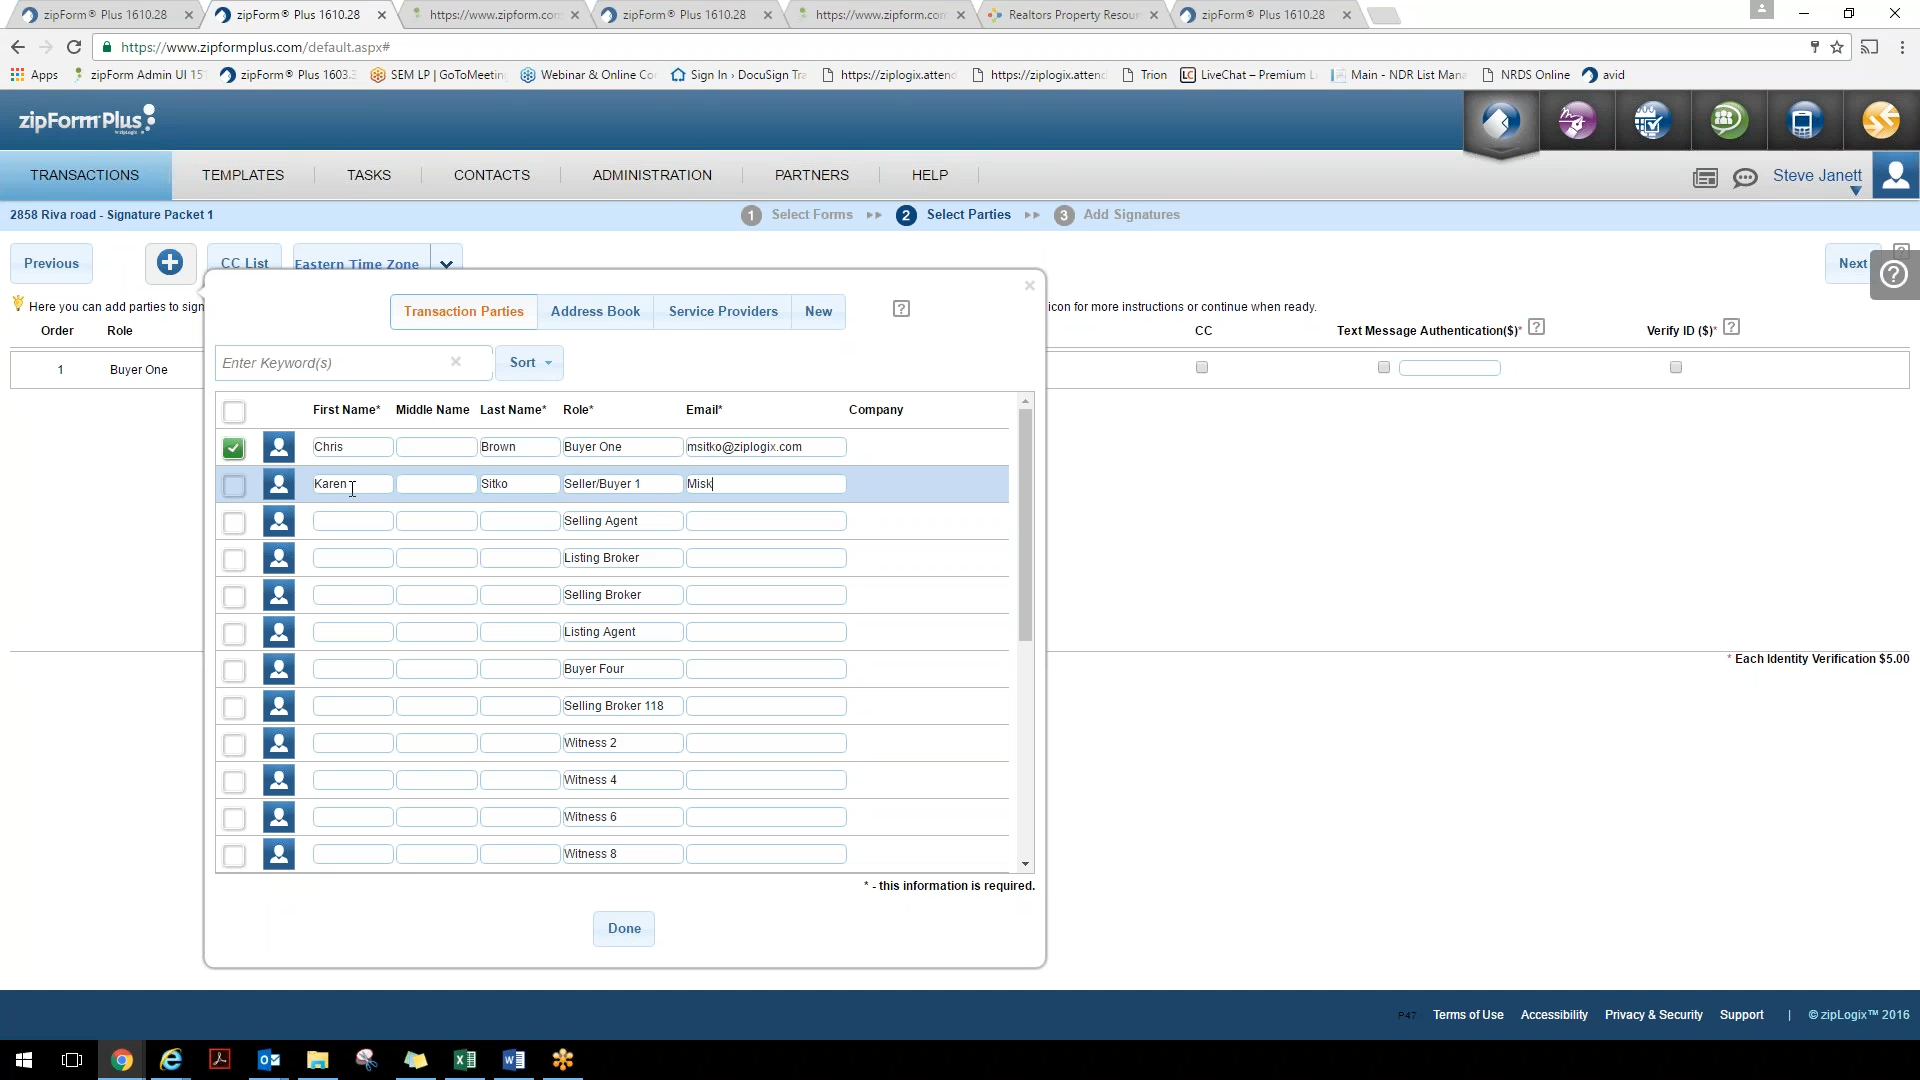 zipForm® Plus 1610.28
zipForm® Plus 1610.28
https://www.zipform.com
zipForm® Plus 1610.28
https://www.zipform.com
Realtors Property Resour
zipForm® Plus 1610.28
https://www.zipformplus.com/default.aspx#
Apps
zipForm Admin UI 15
zipForm® Plus 1603.3
SEM LP | GoToMeeting
Webinar & Online Co
Sign In › DocuSign Tra
https://ziplogix.attend
https://ziplogix.attend
Trion
LC LiveChat – Premium L
Main - NDR List Mana
NRDS Online
avid
zipForm Plus
by zipLogix
TRANSACTIONS TEMPLATES TASKS CONTACTS ADMINISTRATION PARTNERS HELP
Steve Janett
2858 Riva road - Signature Packet 1
1 Select Forms
2 Select Parties
3 Add Signatures
Previous
CC List
Eastern Time Zone
Next ?
?
Here you can add parties to sign
icon for more instructions or continue when ready.
Order Role
CC Text Message Authentication($)* ? Verify ID ($)* ?
1 Buyer One
Transaction Parties Address Book Service Providers New ?
Enter Keyword(s) Sort
First Name* Middle Name Last Name* Role* Email* Company
Chris Brown Buyer One msitko@ziplogix.com
Karen Sitko Seller/Buyer 1 Misk
Selling Agent
Listing Broker
Selling Broker
Listing Agent
Buyer Four
Selling Broker 118
Witness 2
Witness 4
Witness 6
Witness 8
* - this information is required.
Done
* Each Identity Verification $5.00
P47 Terms of Use Accessibility Privacy & Security Support | © zipLogix™ 2016